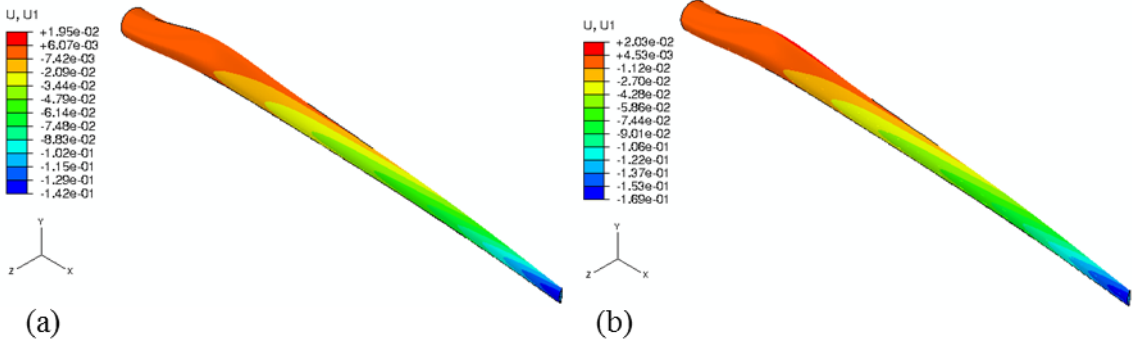 U, U1
+1.95e-02
+6.07e-03
-7.42e-03
-2.09e-02
-3.44e-02
-4.79e-02
-6.14e-02
-7.48e-02
-8.83e-02
-1.02e-01
-1.15e-01
-1.29e-01
-1.42e-01
Y
Z
X
(a)
U, U1
+2.03e-02
+4.53e-03
-1.12e-02
-2.70e-02
-4.28e-02
-5.86e-02
-7.44e-02
-9.01e-02
-1.06e-01
-1.22e-01
-1.37e-01
-1.53e-01
-1.69e-01
Y
Z
X
(b)